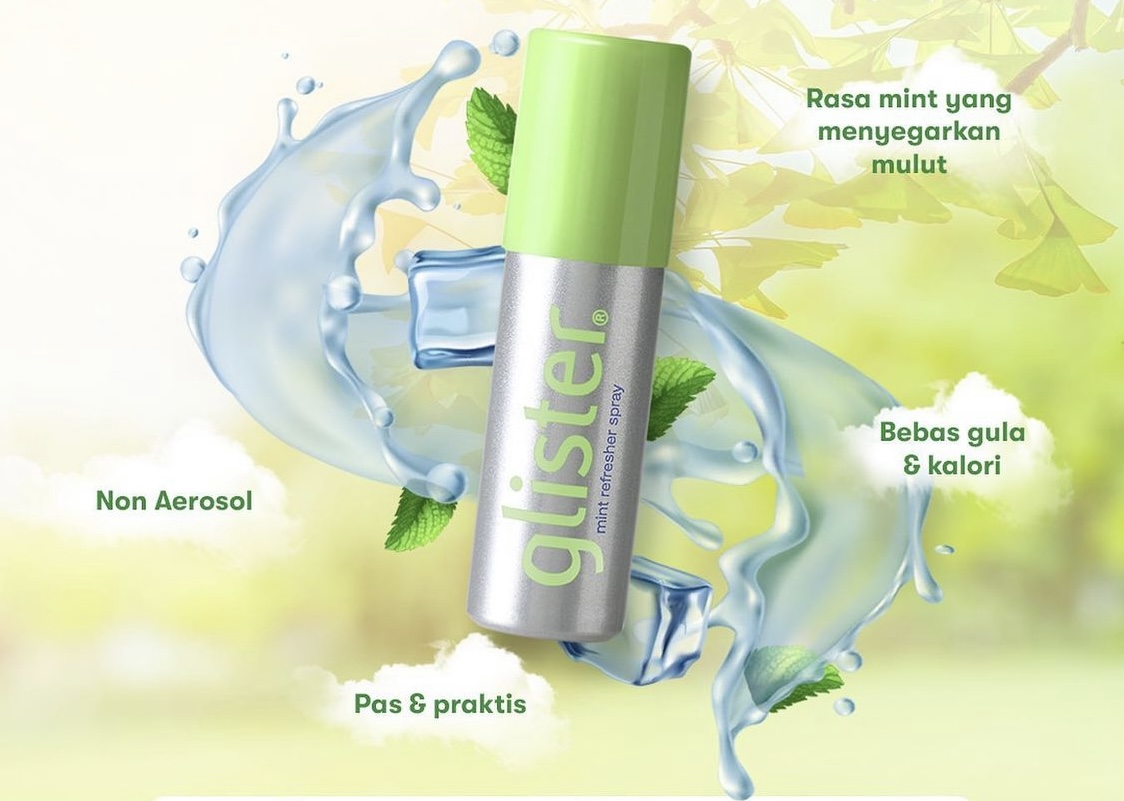 Rasa mint yang
menyegarkan
mulut
glister®
mint refresher spray
Bebas gula
& kalori
Non Aerosol
Pas & praktis